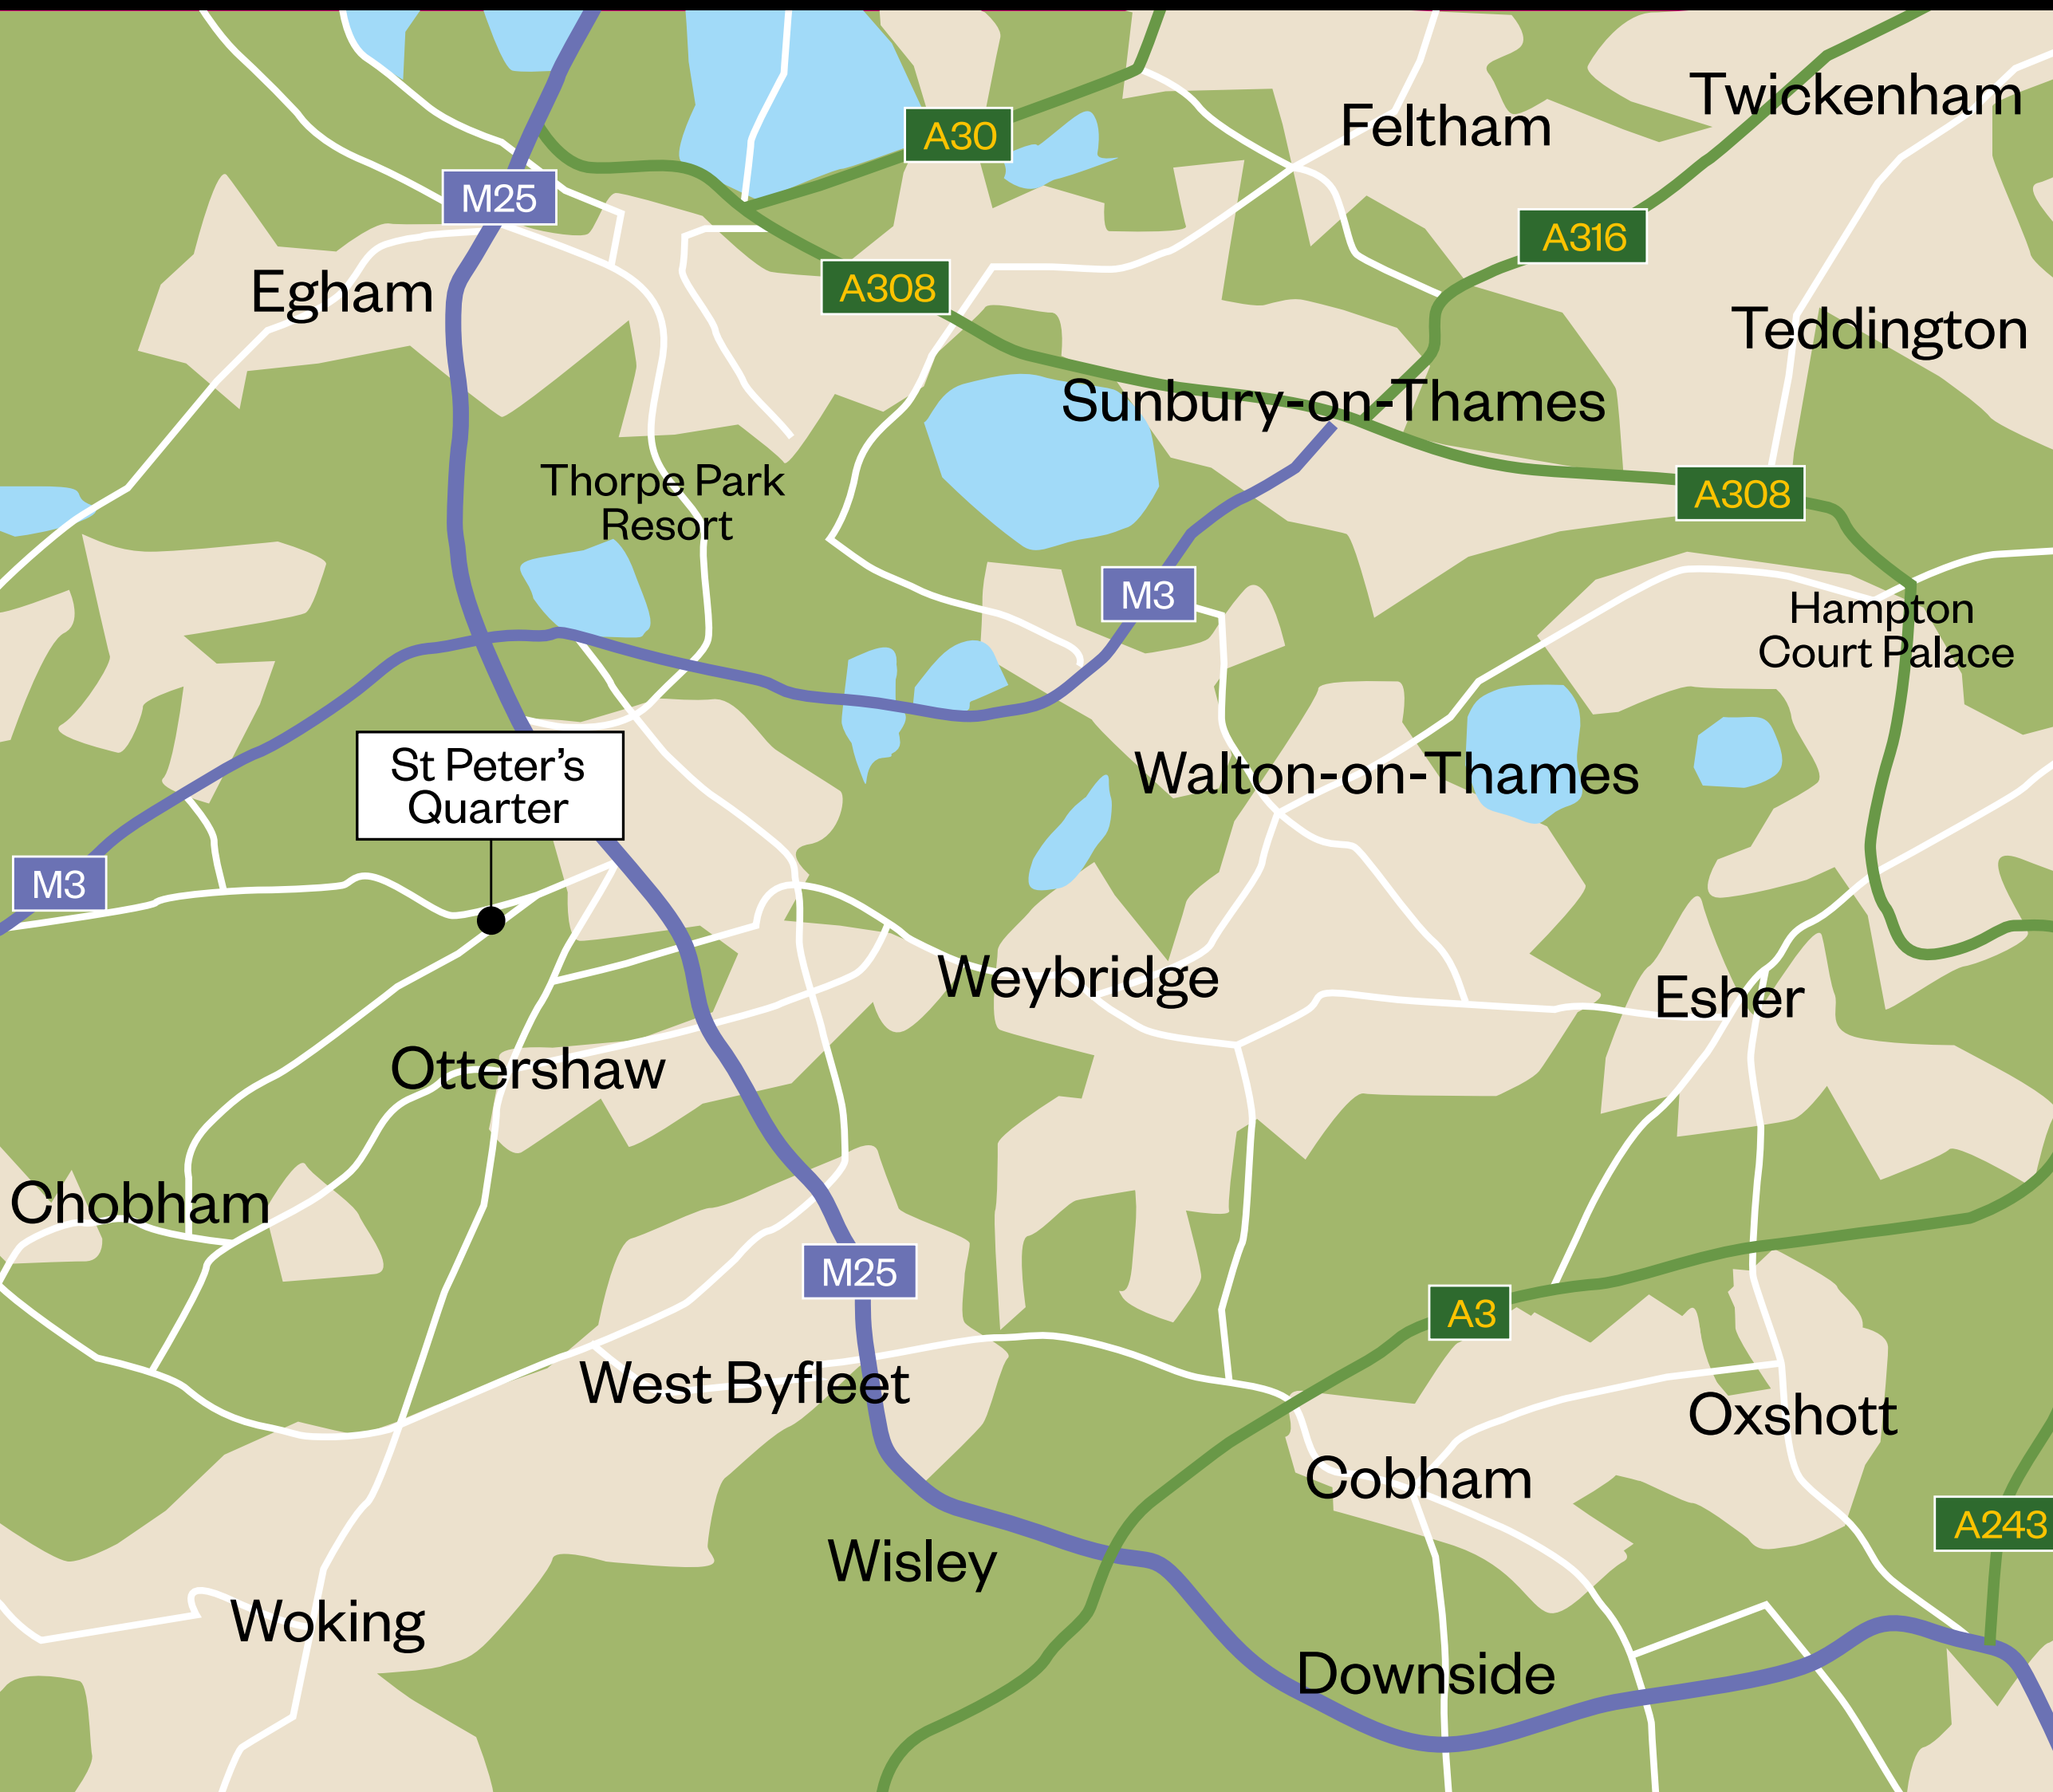 Twickenham
Feltham
A30
M25
A316
Egham
A308
Teddington
Sunbury-on-Thames
Thorpe Park
Resort
A308
M3
Hampton
Court Palace
St Peter's
Quarter
Walton-on-Thames
M3
Weybridge
Esher
Ottershaw
Chobham
M25
A3
West Byfleet
Oxshott
Cobham
A243
Wisley
Woking
Downside